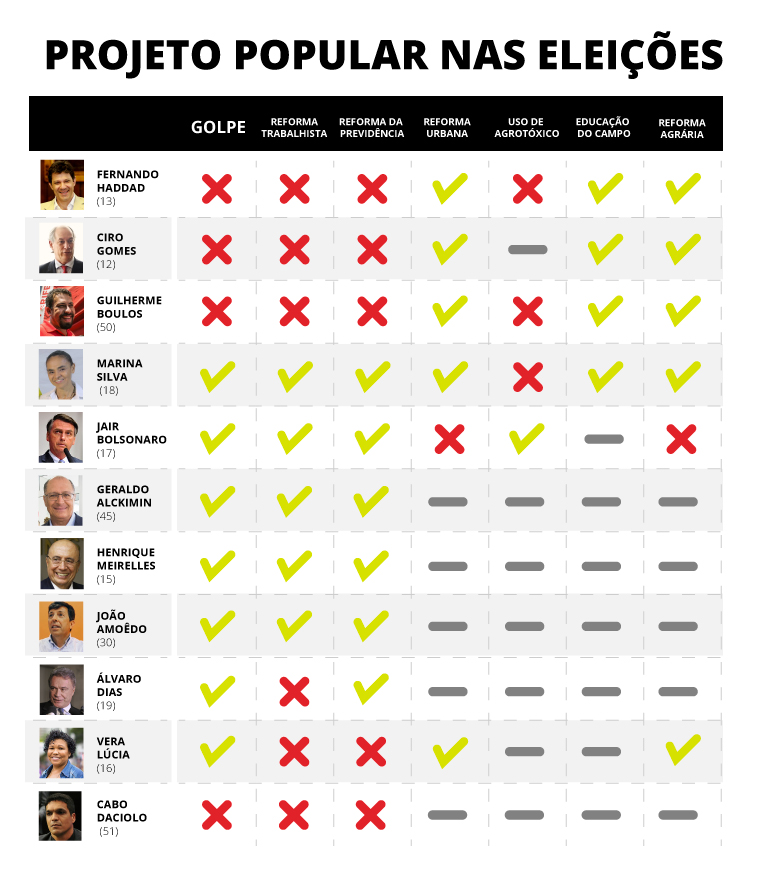 PROJETO POPULAR NAS ELEIÇÕES
GOLPE
REFORMA
TRABALHISTA
REFORMA DA
PREVIDÊNCIA
REFORMA
URBANA
USO DE
AGROTÓXICO
EDUCAÇÃO
DO CAMPO
REFORMA
AGRÁRIA
FERNANDO
HADDAD
(13)
CIRO
GOMES
(12)
GUILHERME
BOULOS
(50)
MARINA
SILVA
(18)
JAIR
BOLSONARO
(17)
GERALDO
ALCKIMIN
(45)
HENRIQUE
MEIRELLES
(15)
JOÃO
AMOÊDO
(30)
ÁLVARO
DIAS
(19)
VERA
LÚCIA
(16)
CABO
DACIOLO
(51)